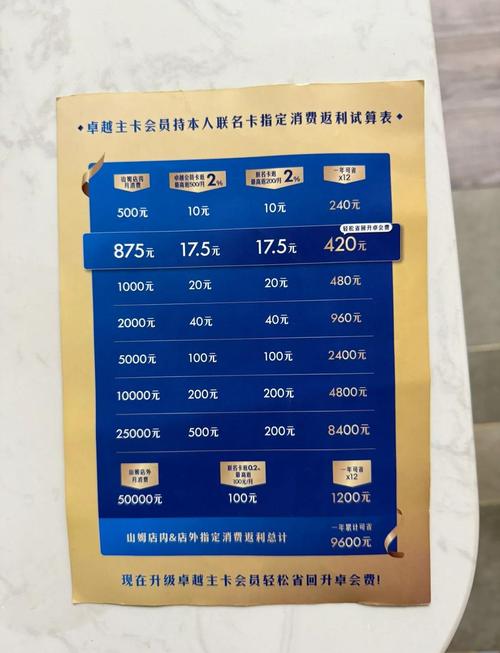 卓越主卡会员持本人联名卡指定消费返利试算表
山姆店内 月消费 卓越会员卡返 最高返500/月 2% 联名卡返 最高返200/月 2% 一年可省 x12
500元 10元 10元 240元
轻松省回升卓会费
875元 17.5元 17.5元 420元
1000元 20元 20元 480元
2000元 40元 40元 960元
5000元 100元 100元 2400元
10000元 200元 200元 4800元
25000元 500元 200元 8400元
山姆店外 月消费 联名卡返0.2% 最高返 100元/月 一年可省 x12
50000元 100元 1200元
山姆店内&店外指定消费返利总计 一年累计可省 9600元
现在升级卓越主卡会员轻松省回升卓会费!